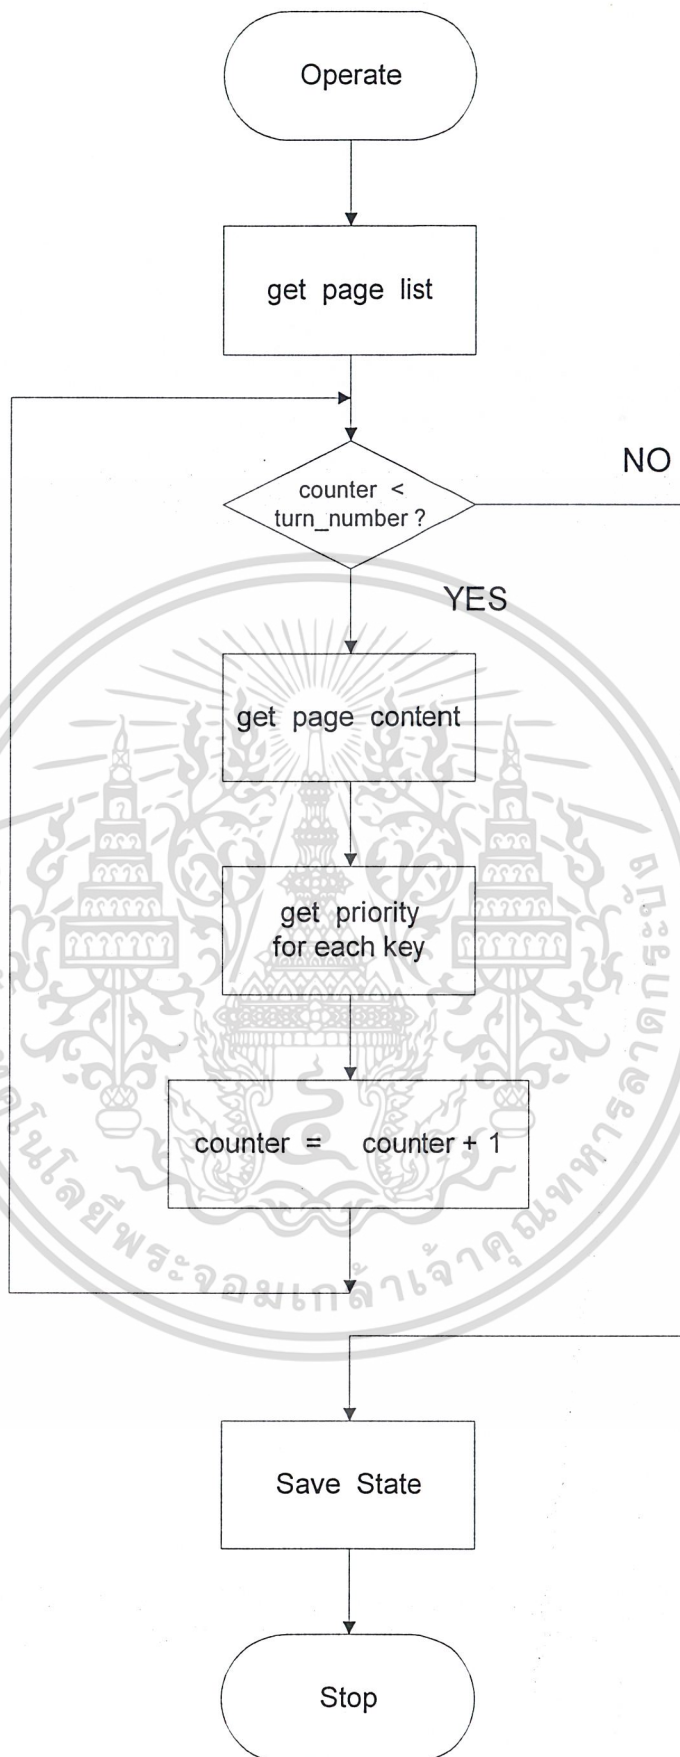 Operate
get page list
counter <
turn_number ?
NO
YES
get page content
get priority
for each key
counter = counter + 1
Save State
Stop